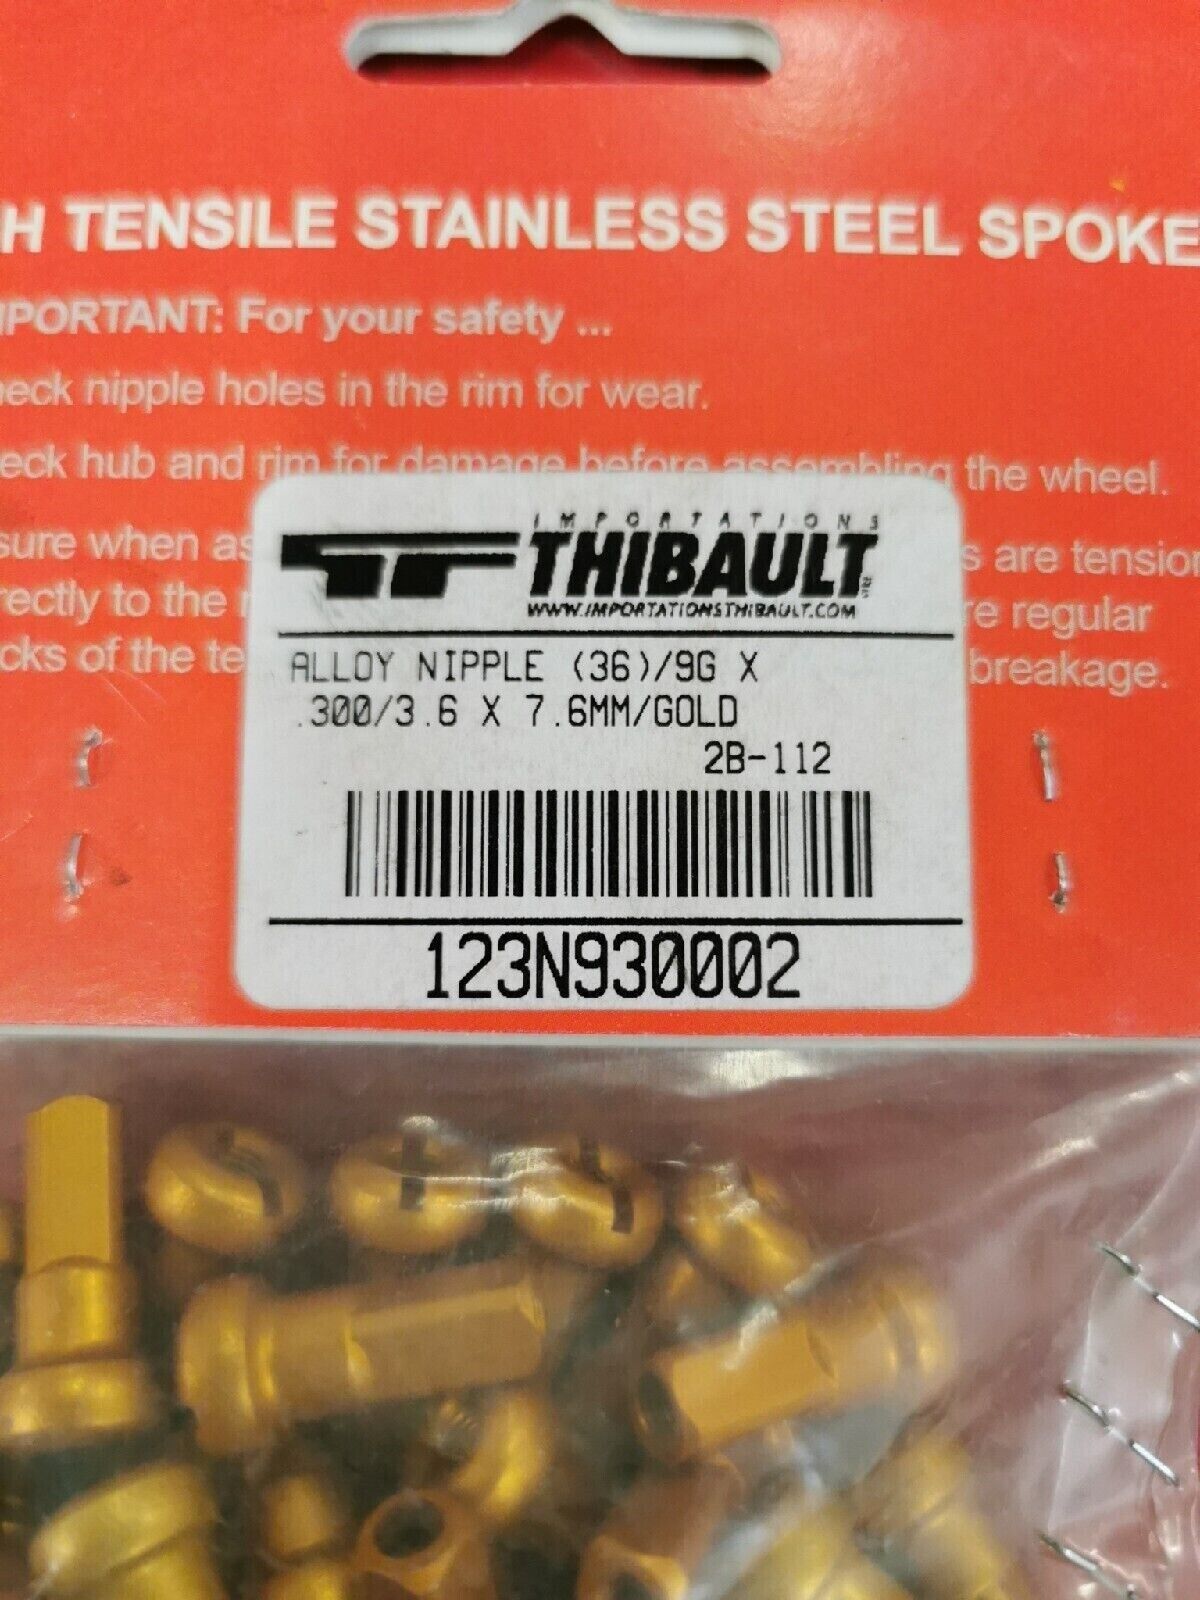 H TENSILE STAINLESS STEEL SPOKE
MPORTANT: For your safety ...
heck nipple holes in the rim for wear.
eck hub and rim for damage before assembling the wheel.
sure when as s are tension
rectly to the re regular
cks of the te breakage.
IMPORTATIONS
THIBAULT
WWW.IMPORTATIONSTHIBAULT.COM
ALLOY NIPPLE (36)/9G X
.300/3.6 X 7.6MM/GOLD
2B-112
123N930002